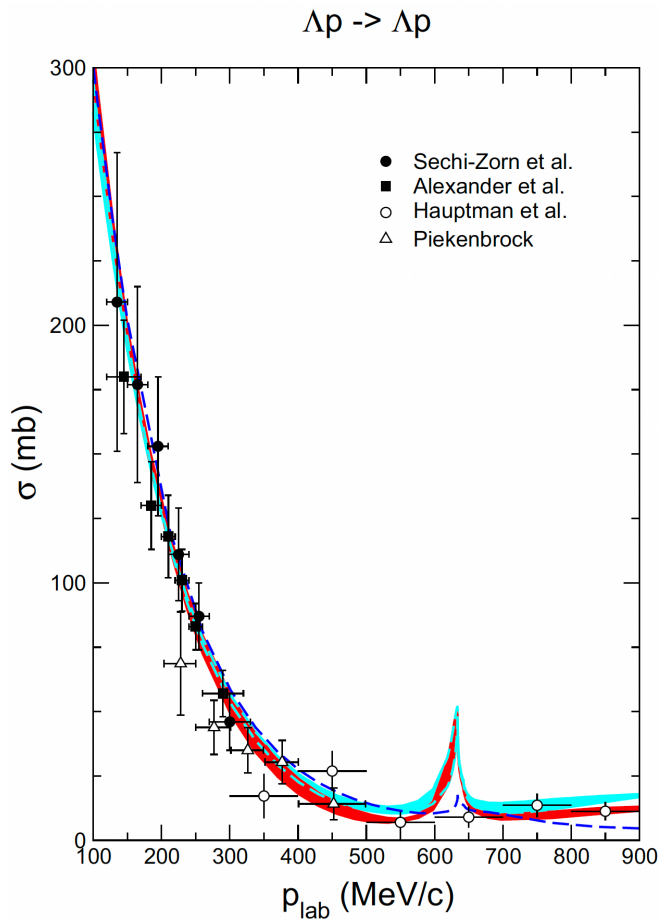 Λp -> Λp
300
200
100
0
σ (mb)
Sechi-Zorn et al.
Alexander et al.
Hauptman et al.
Piekenbrock
100 200 300 400 500 600 700 800 900
p_lab (MeV/c)